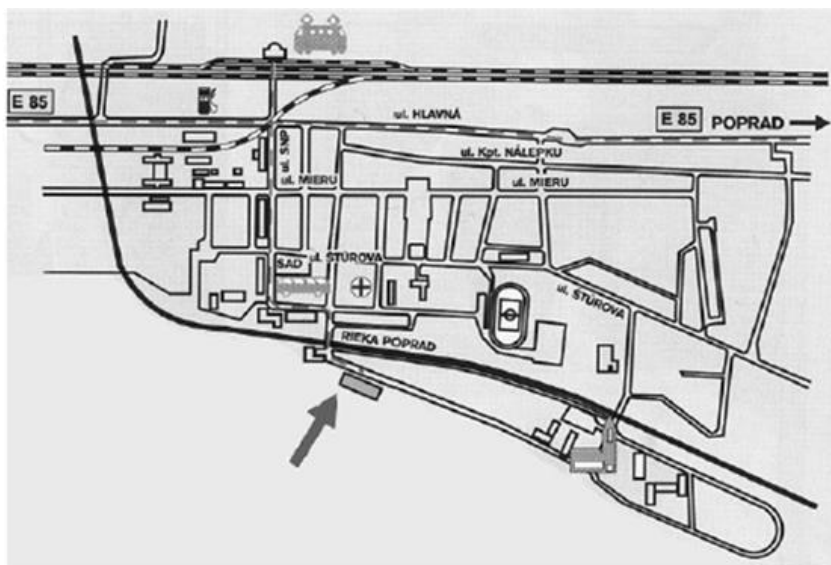 E 85
ul. HLAVNÁ
E 85
POPRAD
ul. Kpt. NÁLEPKU
ul. SNP
ul. MIERU
ul. MIERU
ul. ŠTÚROVA
SAD
ul. ŠTÚROVA
RIEKA POPRAD